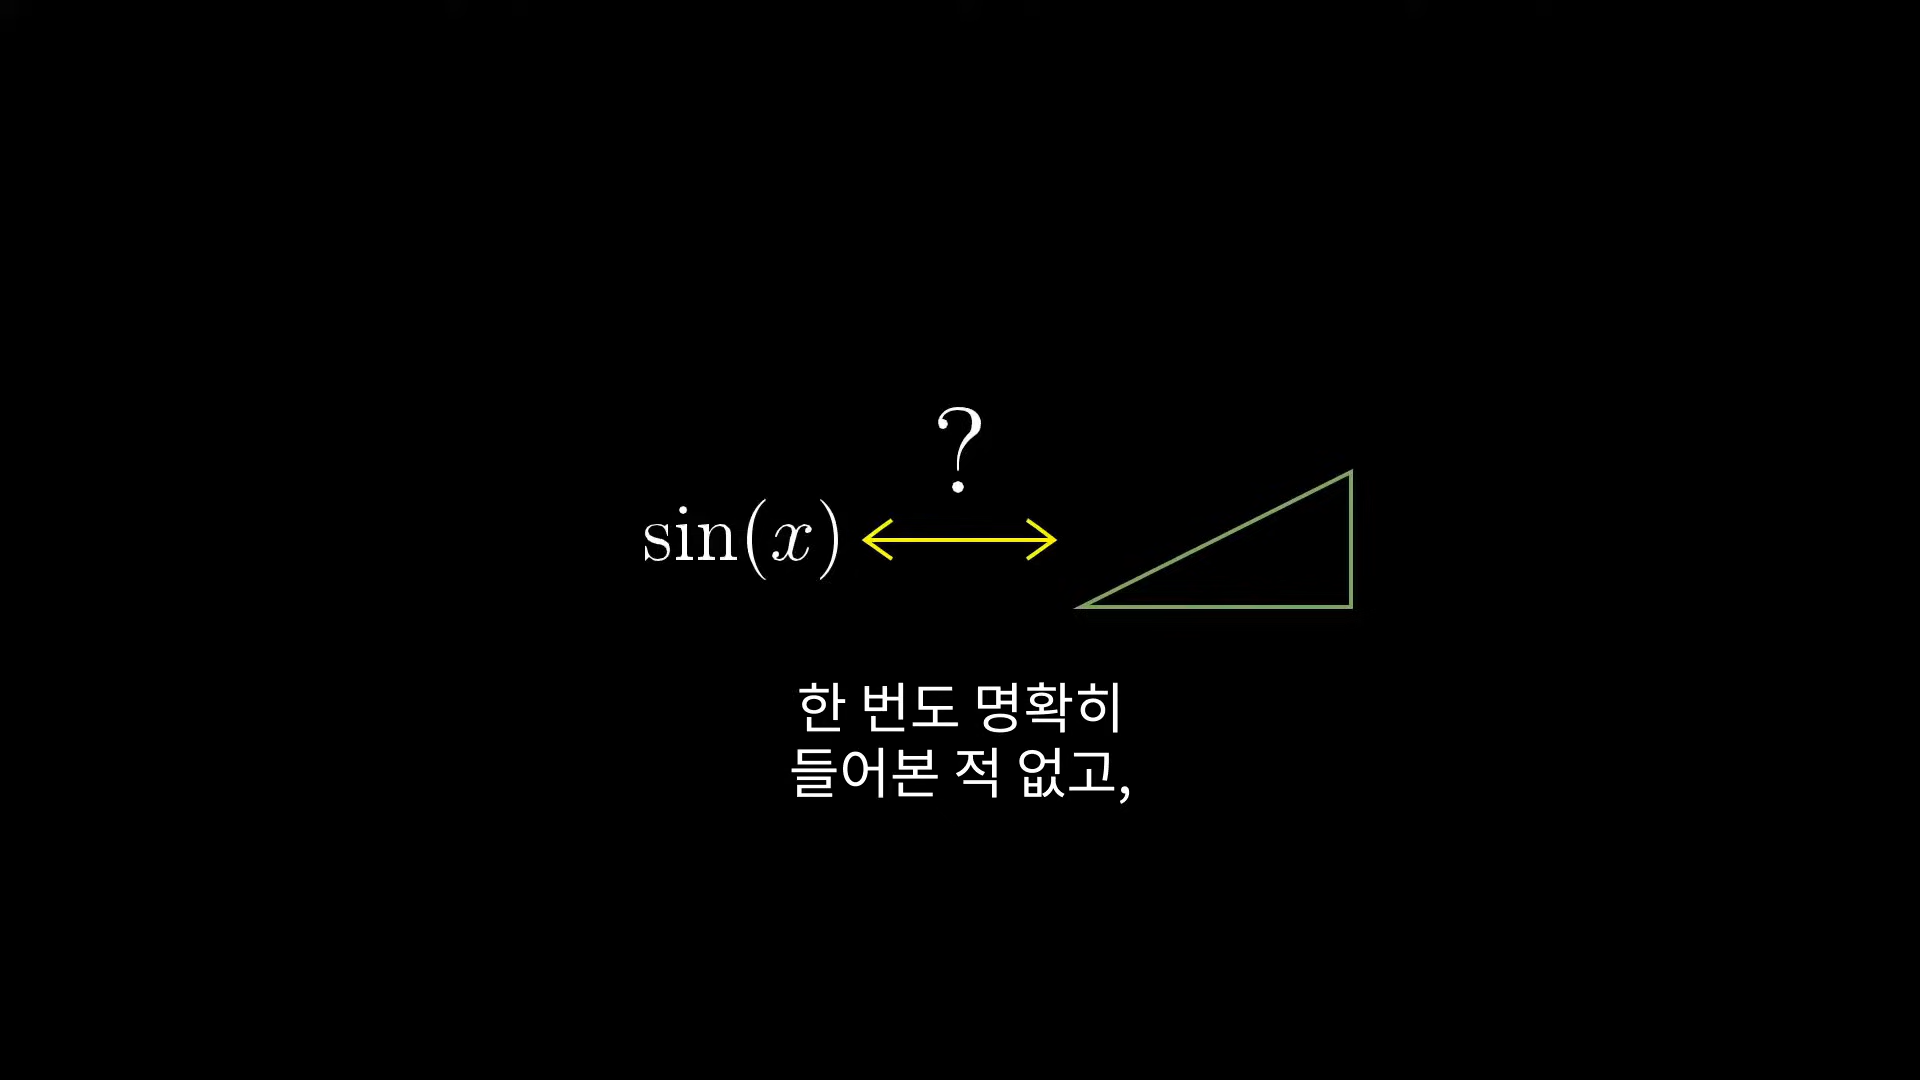 ?
sin(x)
한 번도 명확히
들어본 적 없고,